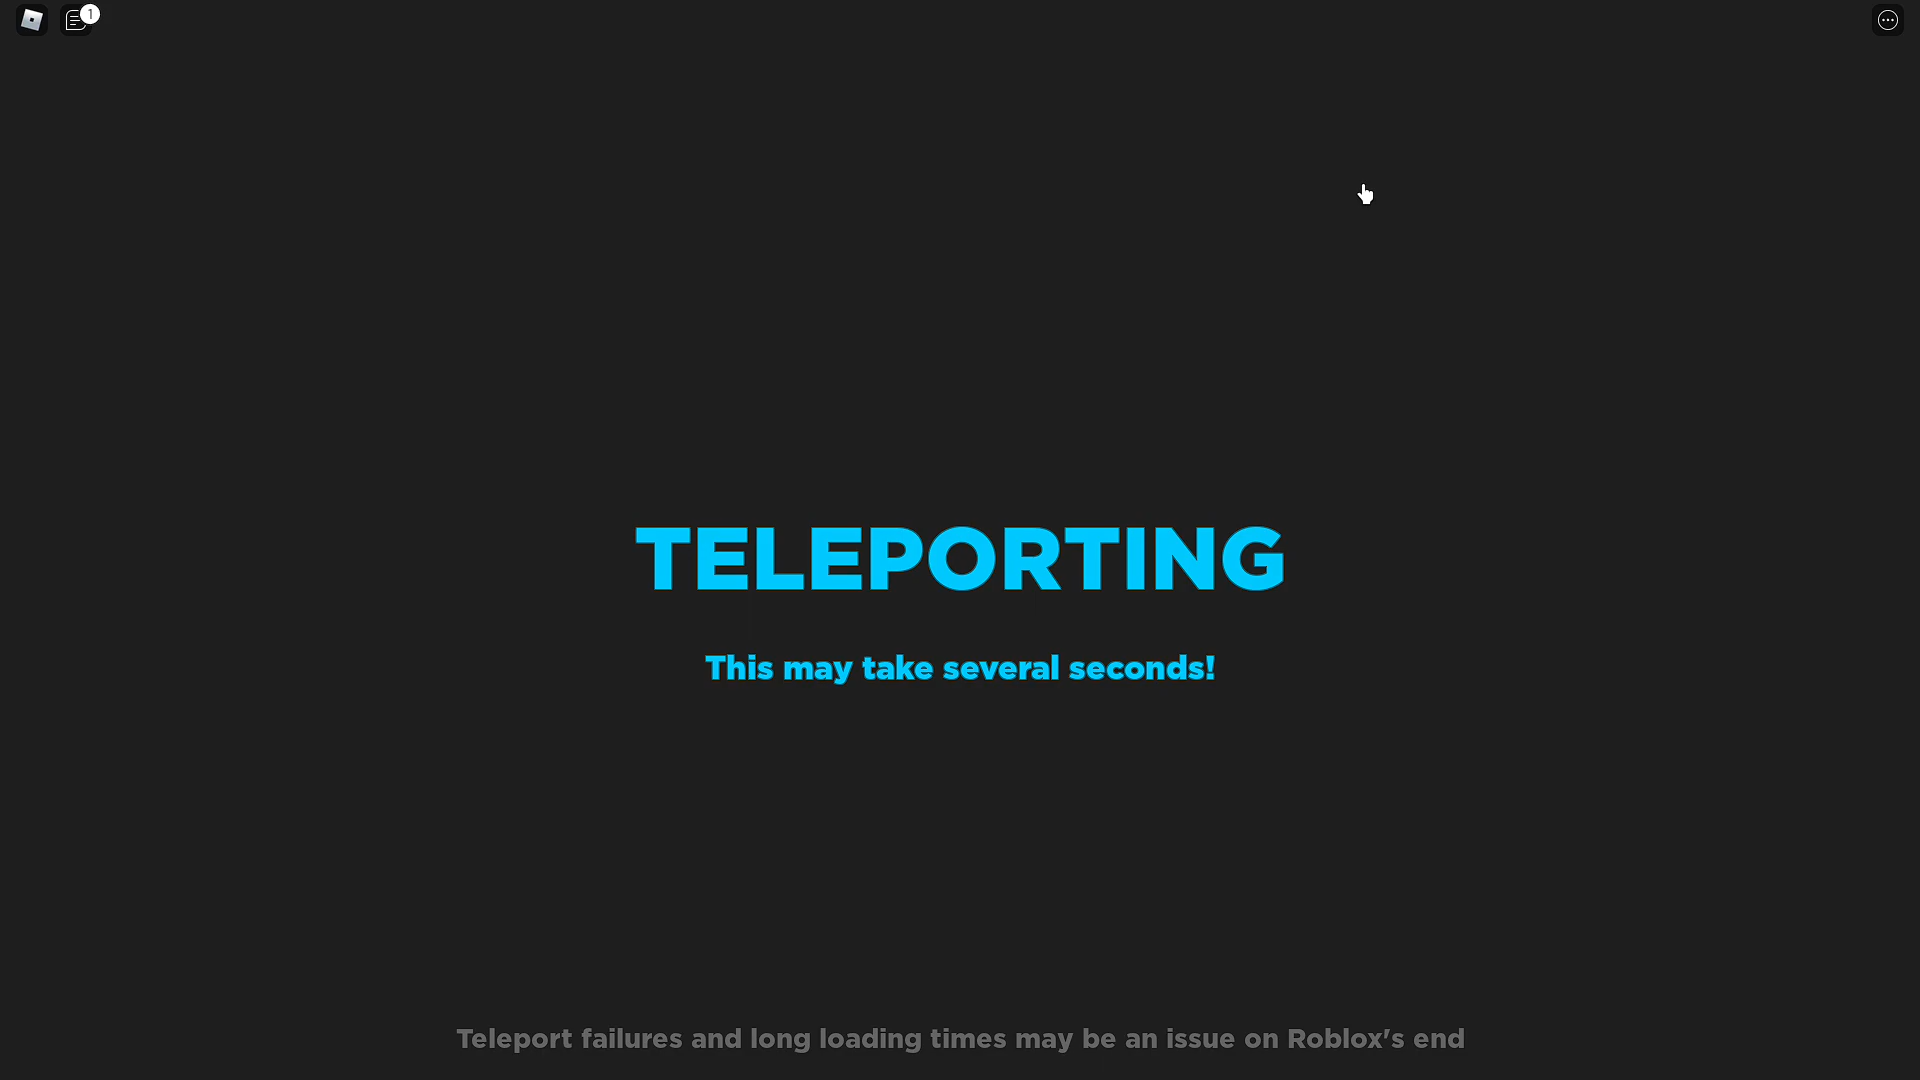 1
TELEPORTING
This may take several seconds!
Teleport failures and long loading times may be an issue on Roblox's end